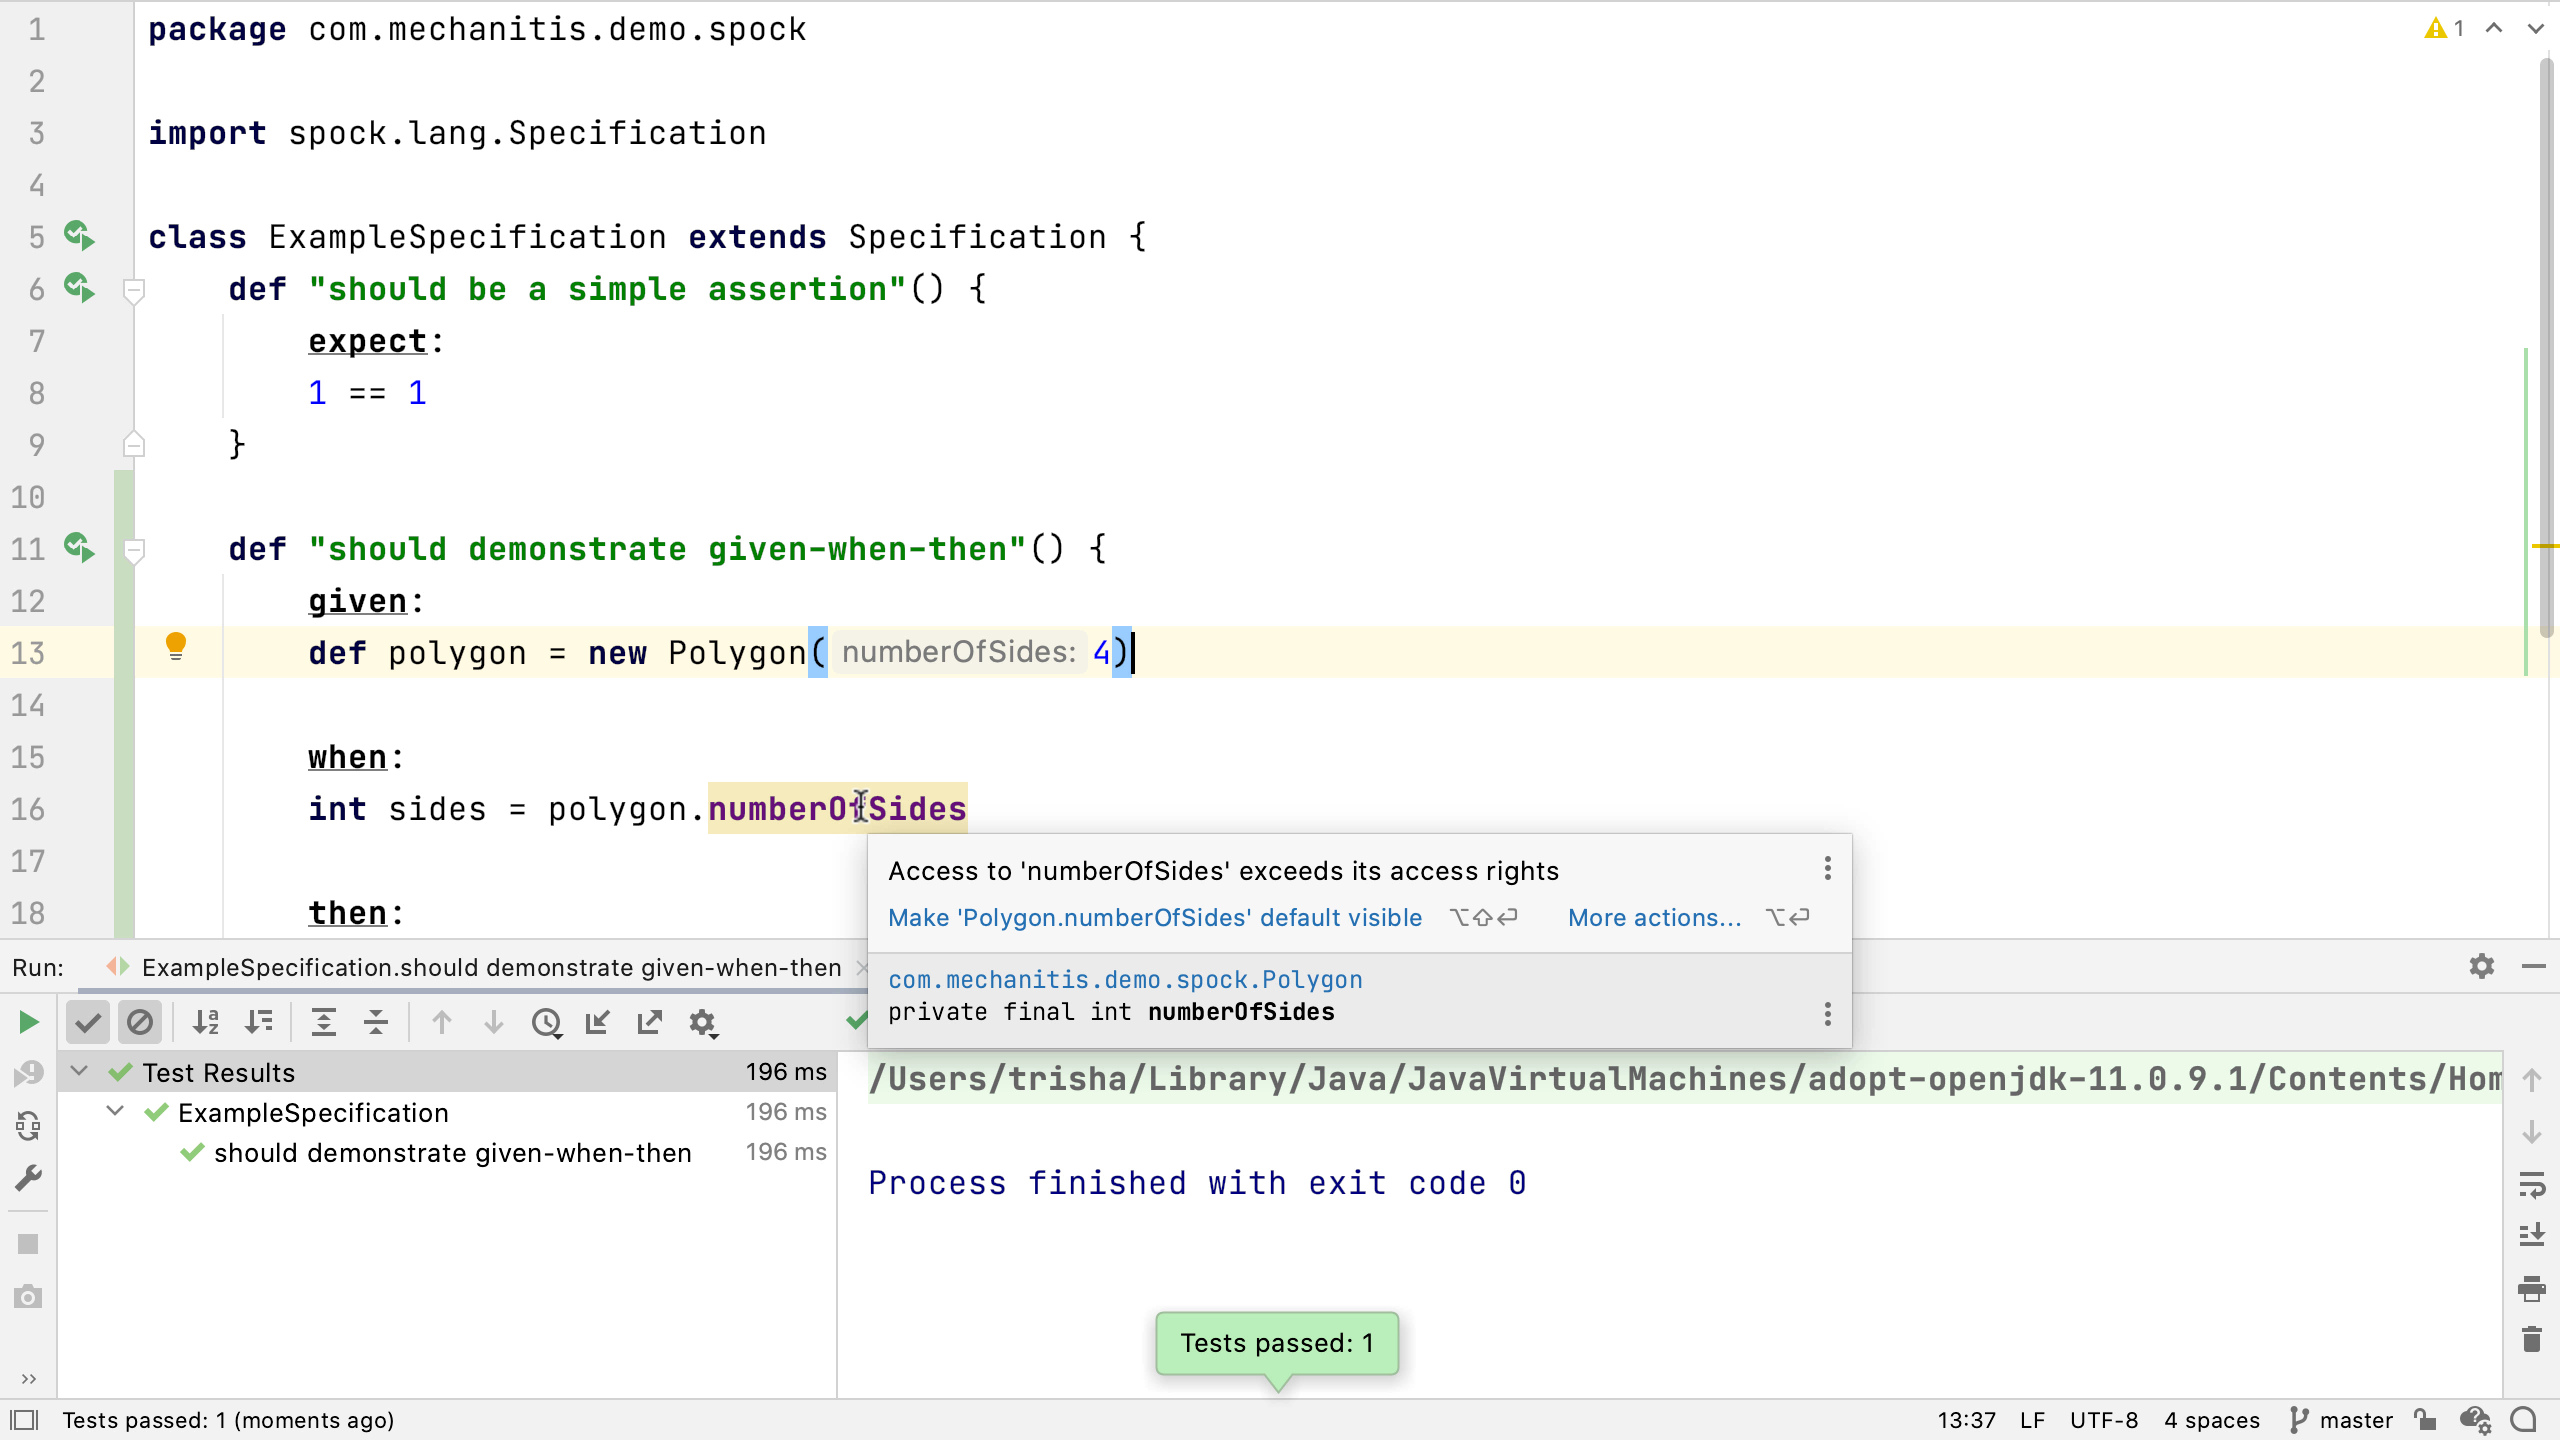 1 package com.mechanitis.demo.spock
1
2
3 import spock.lang.Specification
4
5 class ExampleSpecification extends Specification {
6 def "should be a simple assertion"() {
7 expect:
8 1 == 1
9 }
10
11 def "should demonstrate given-when-then"() {
12 given:
13 def polygon = new Polygon( numberOfSides: 4)
14
15 when:
16 int sides = polygon.numberOfSides
17
18 then:
Access to 'numberOfSides' exceeds its access rights
Make 'Polygon.numberOfSides' default visible ⌥⇧⏎ More actions... ⌥⏎
com.mechanitis.demo.spock.Polygon
private final int numberOfSides
Run: ExampleSpecification.should demonstrate given-when-then
Test Results 196 ms
ExampleSpecification 196 ms
should demonstrate given-when-then 196 ms
/Users/trisha/Library/Java/JavaVirtualMachines/adopt-openjdk-11.0.9.1/Contents/Hom
Process finished with exit code 0
Tests passed: 1
Tests passed: 1 (moments ago)
13:37 LF UTF-8 4 spaces master